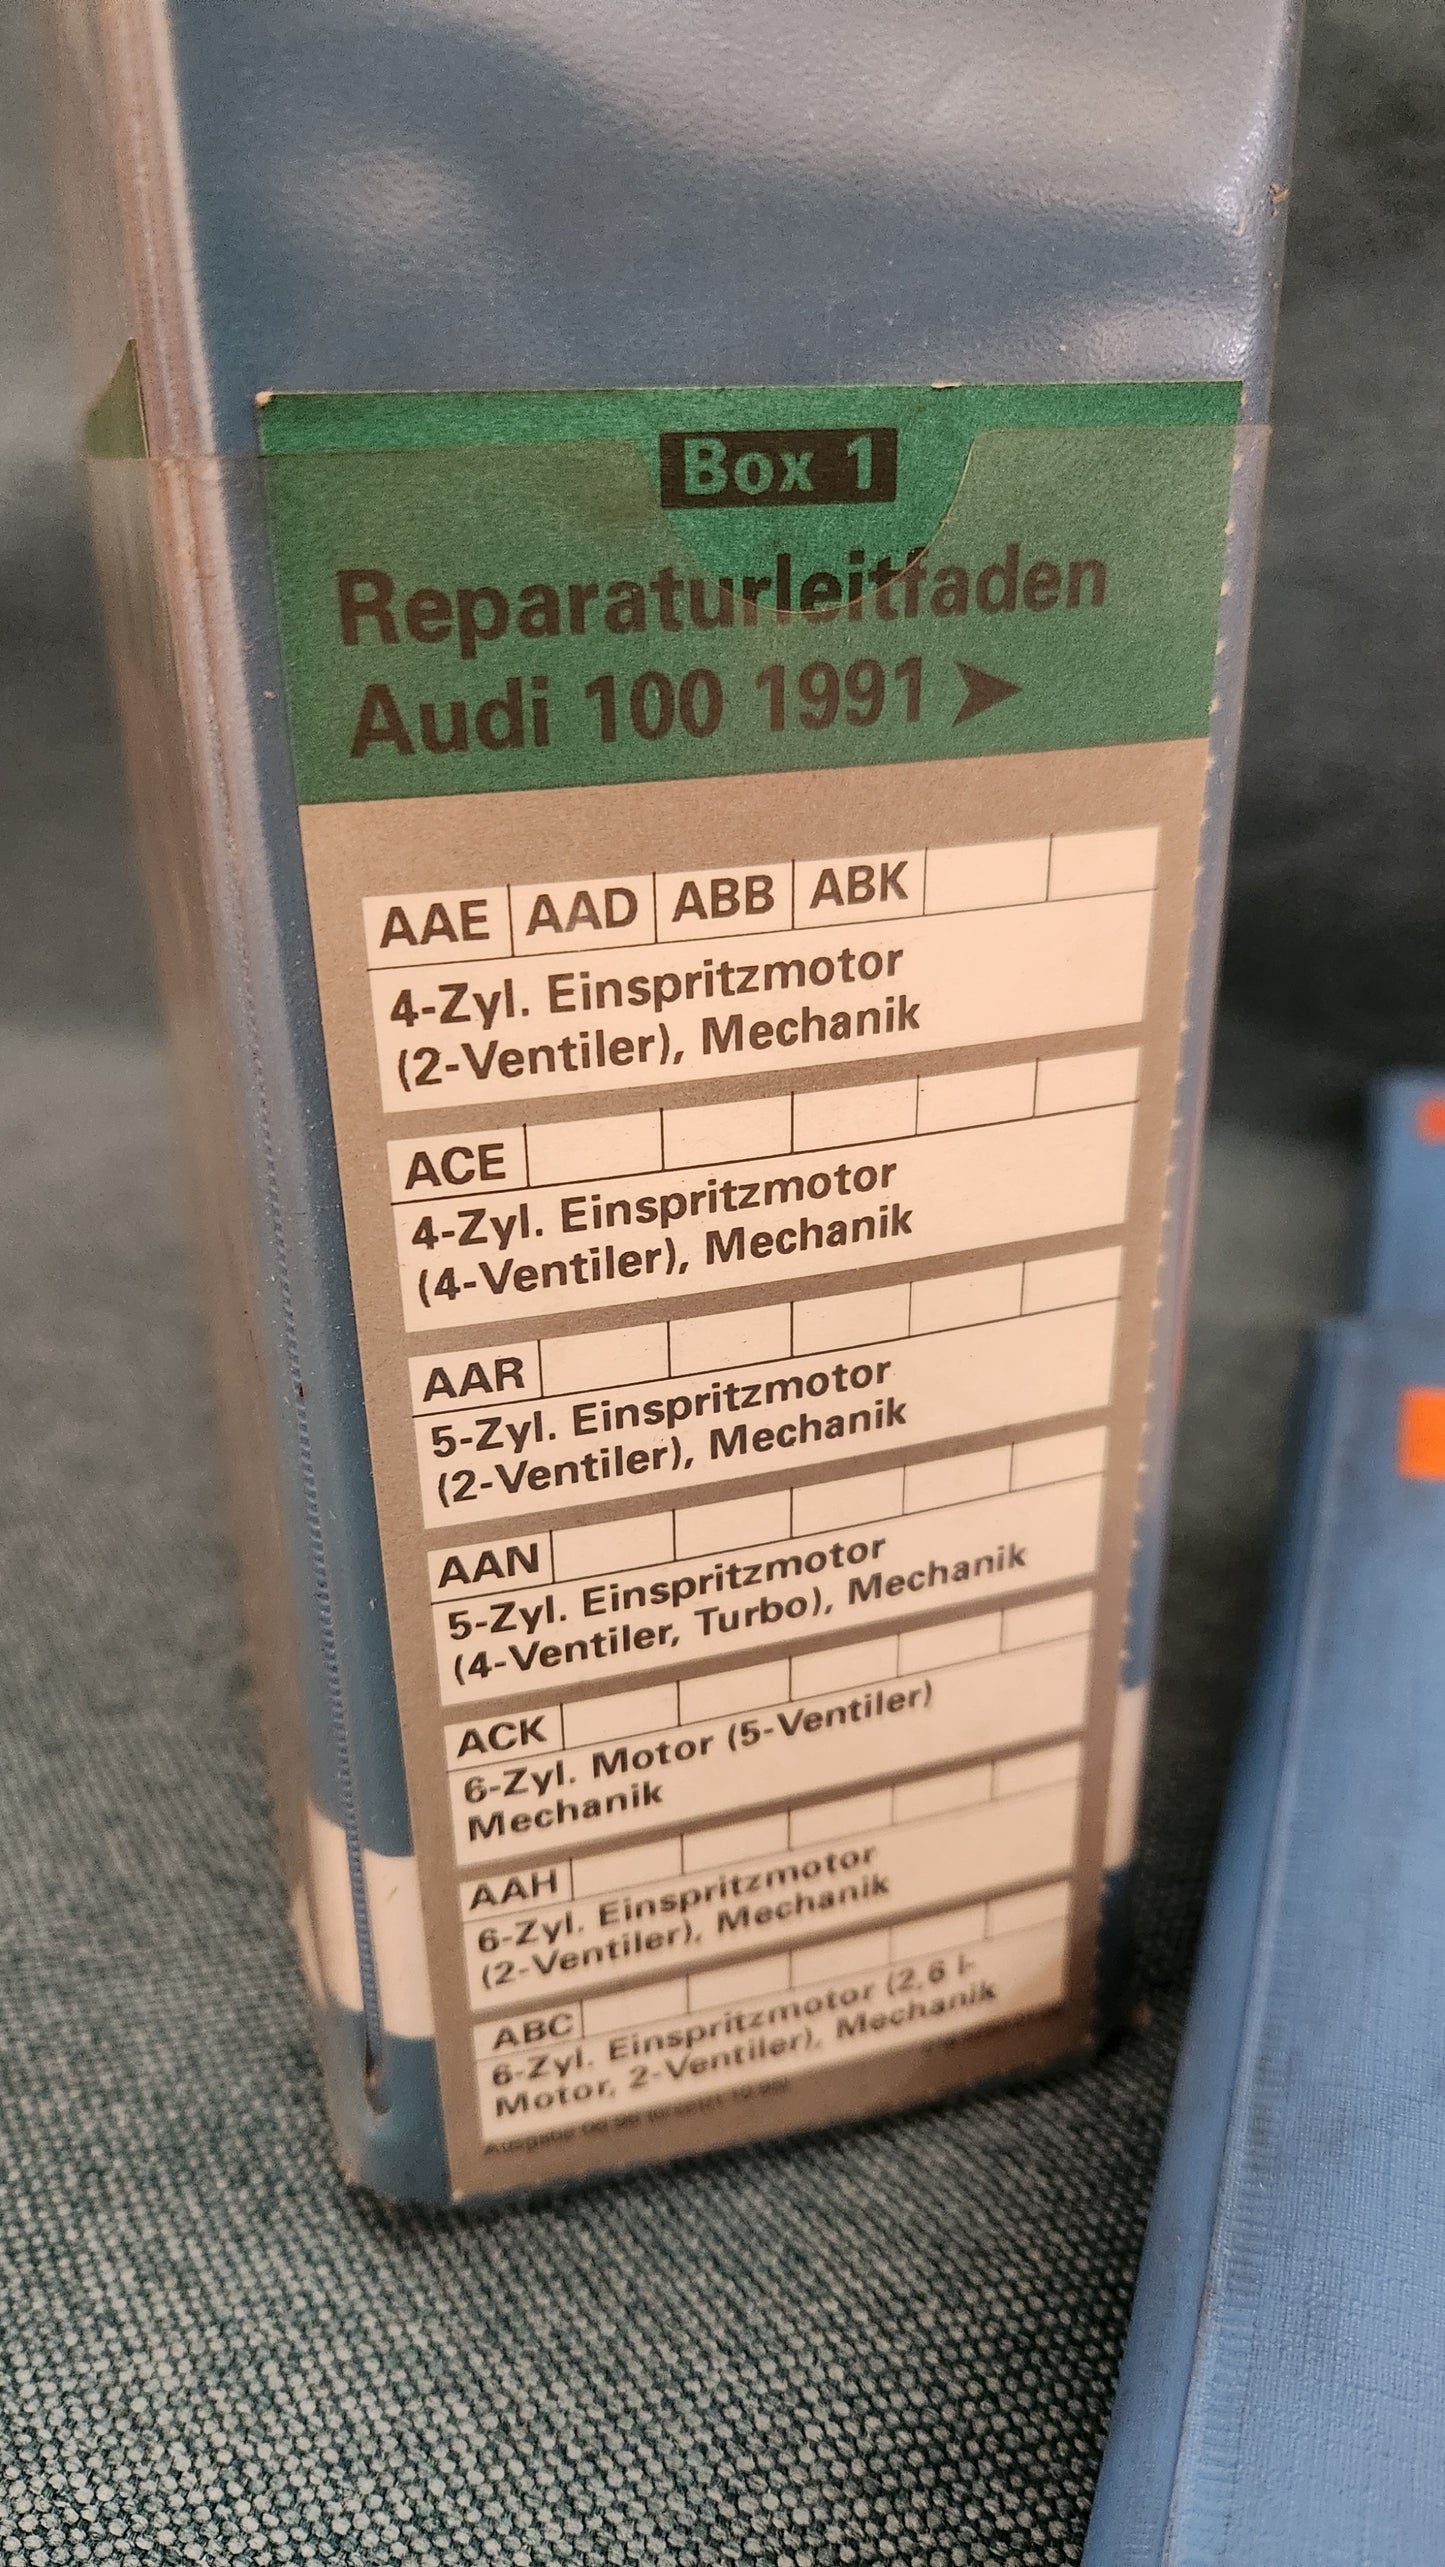 Box 1
Reparaturleitfaden
Audi 100 1991 ➤
AAE AAD ABB ABK
4-Zyl. Einspritzmotor
(2-Ventiler), Mechanik
ACE
4-Zyl. Einspritzmotor
(4-Ventiler), Mechanik
AAR
5-Zyl. Einspritzmotor
(2-Ventiler), Mechanik
AAN
5-Zyl. Einspritzmotor
(4-Ventiler, Turbo), Mechanik
ACK
6-Zyl. Motor (5-Ventiler)
Mechanik
AAH
6-Zyl. Einspritzmotor
(2-Ventiler), Mechanik
ABC
6-Zyl. Einspritzmotor (2,6 l-
Motor, 2-Ventiler), Mechanik
Ausgabe